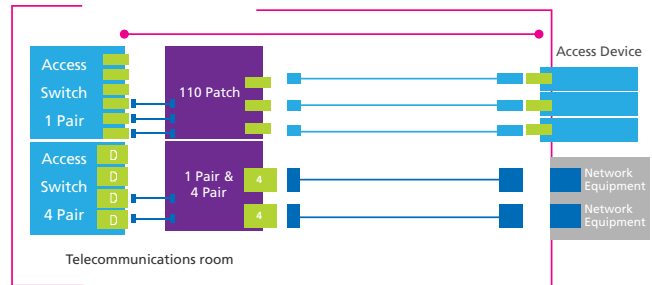 Access Device
Access
Switch
1 Pair
110 Patch
Access
Switch
4 Pair
D
D
D
D
1 Pair &
4 Pair
4
4
Network
Equipment
Network
Equipment
Telecommunications room